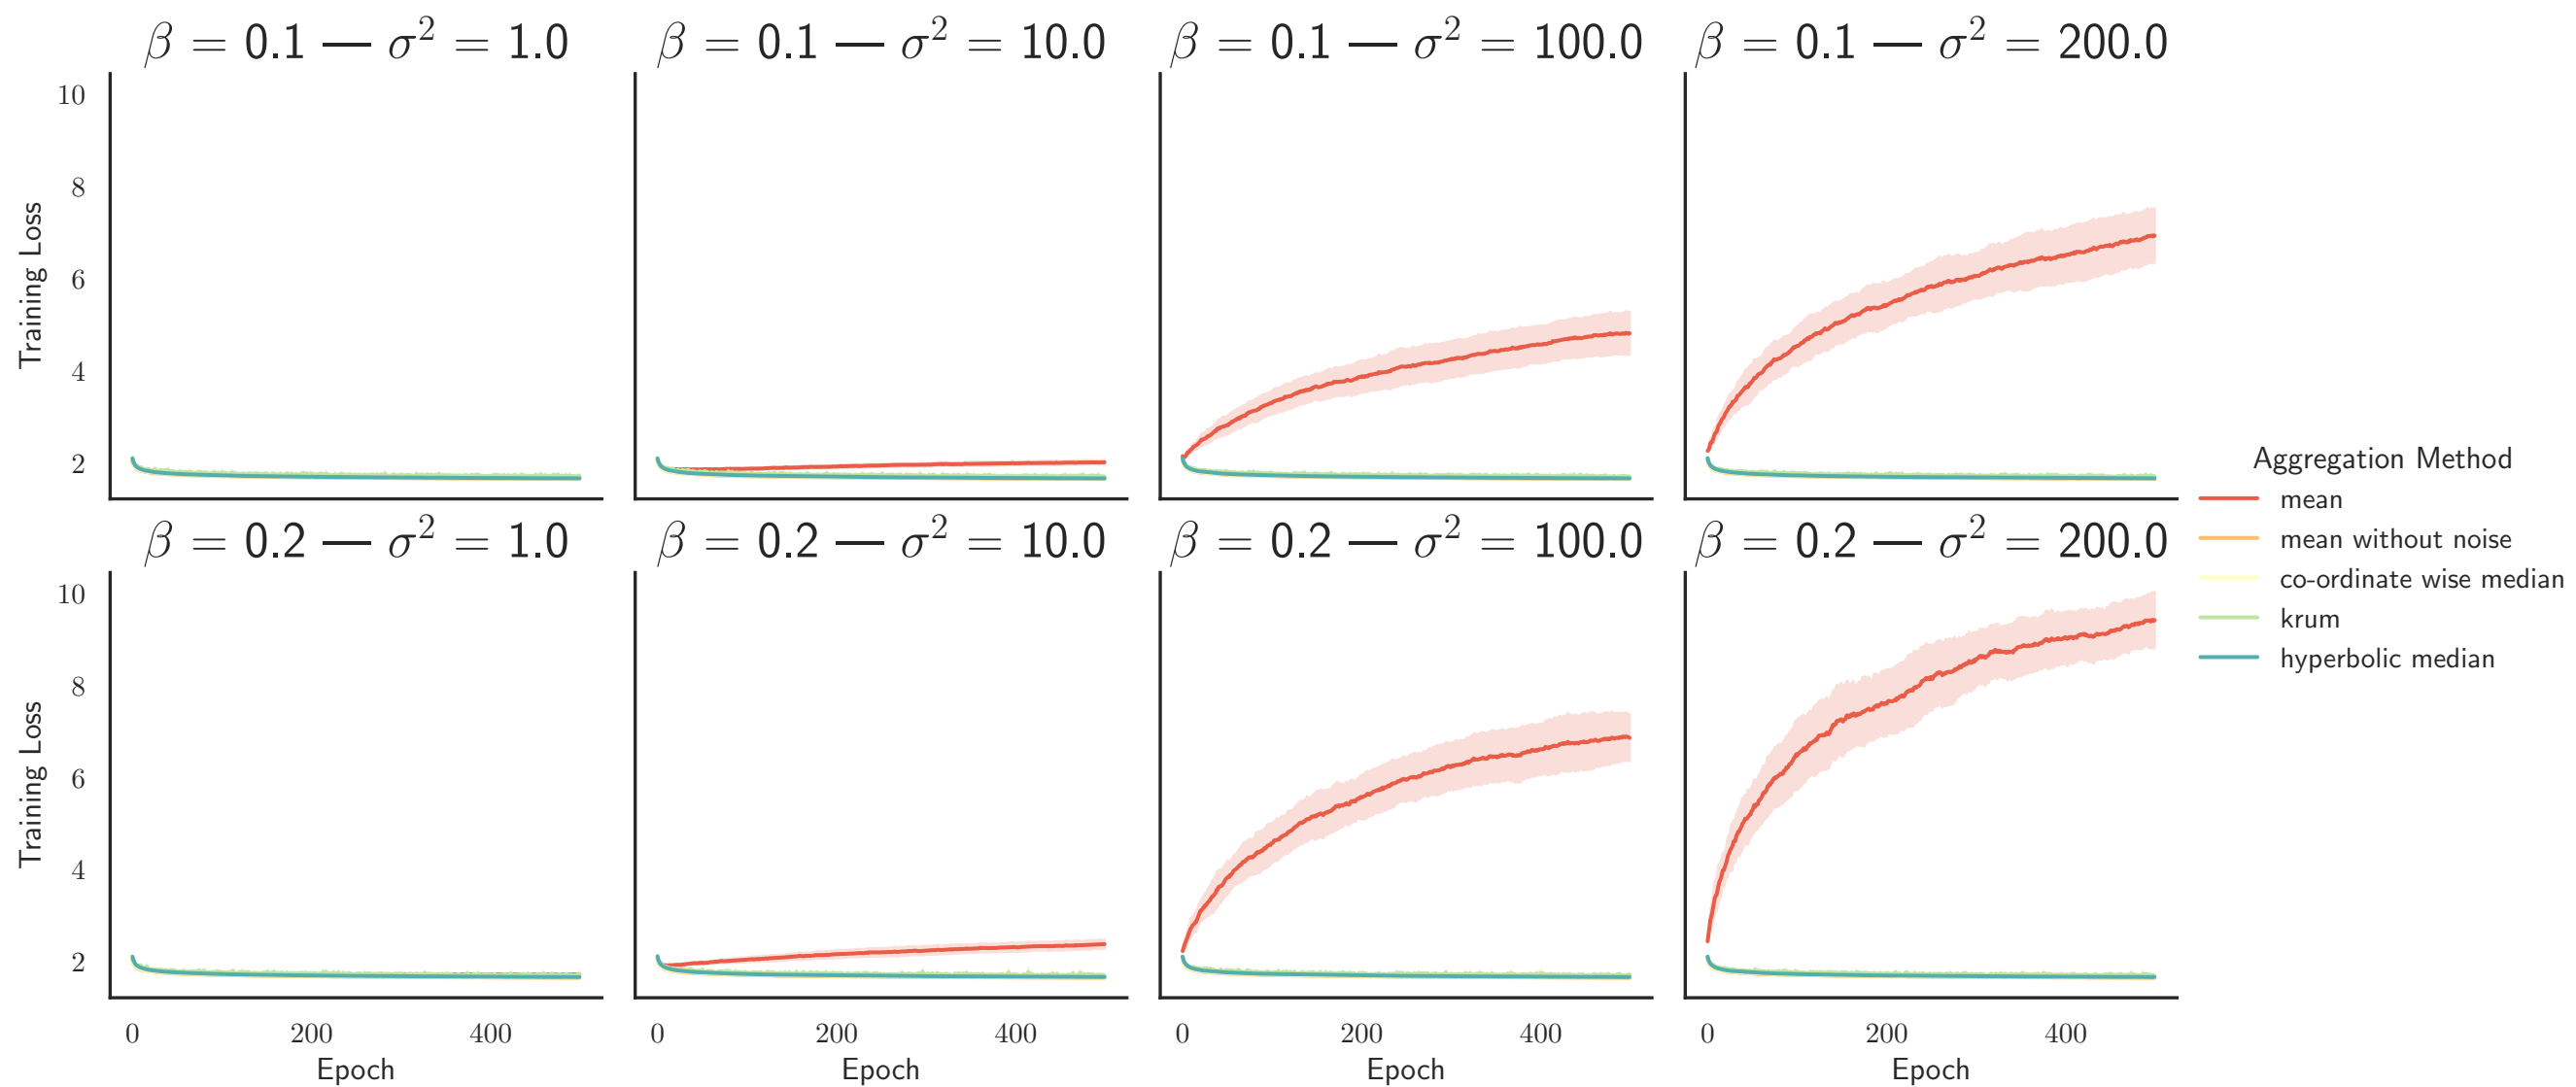 β = 0.1 — σ² = 1.0
β = 0.1 — σ² = 10.0
β = 0.1 — σ² = 100.0
β = 0.1 — σ² = 200.0
10
8
6
4
2
Training Loss
β = 0.2 — σ² = 1.0
β = 0.2 — σ² = 10.0
β = 0.2 — σ² = 100.0
β = 0.2 — σ² = 200.0
10
8
6
4
2
Training Loss
0 200 400
Epoch
0 200 400
Epoch
0 200 400
Epoch
0 200 400
Epoch
Aggregation Method
mean
mean without noise
co-ordinate wise median
krum
hyperbolic median